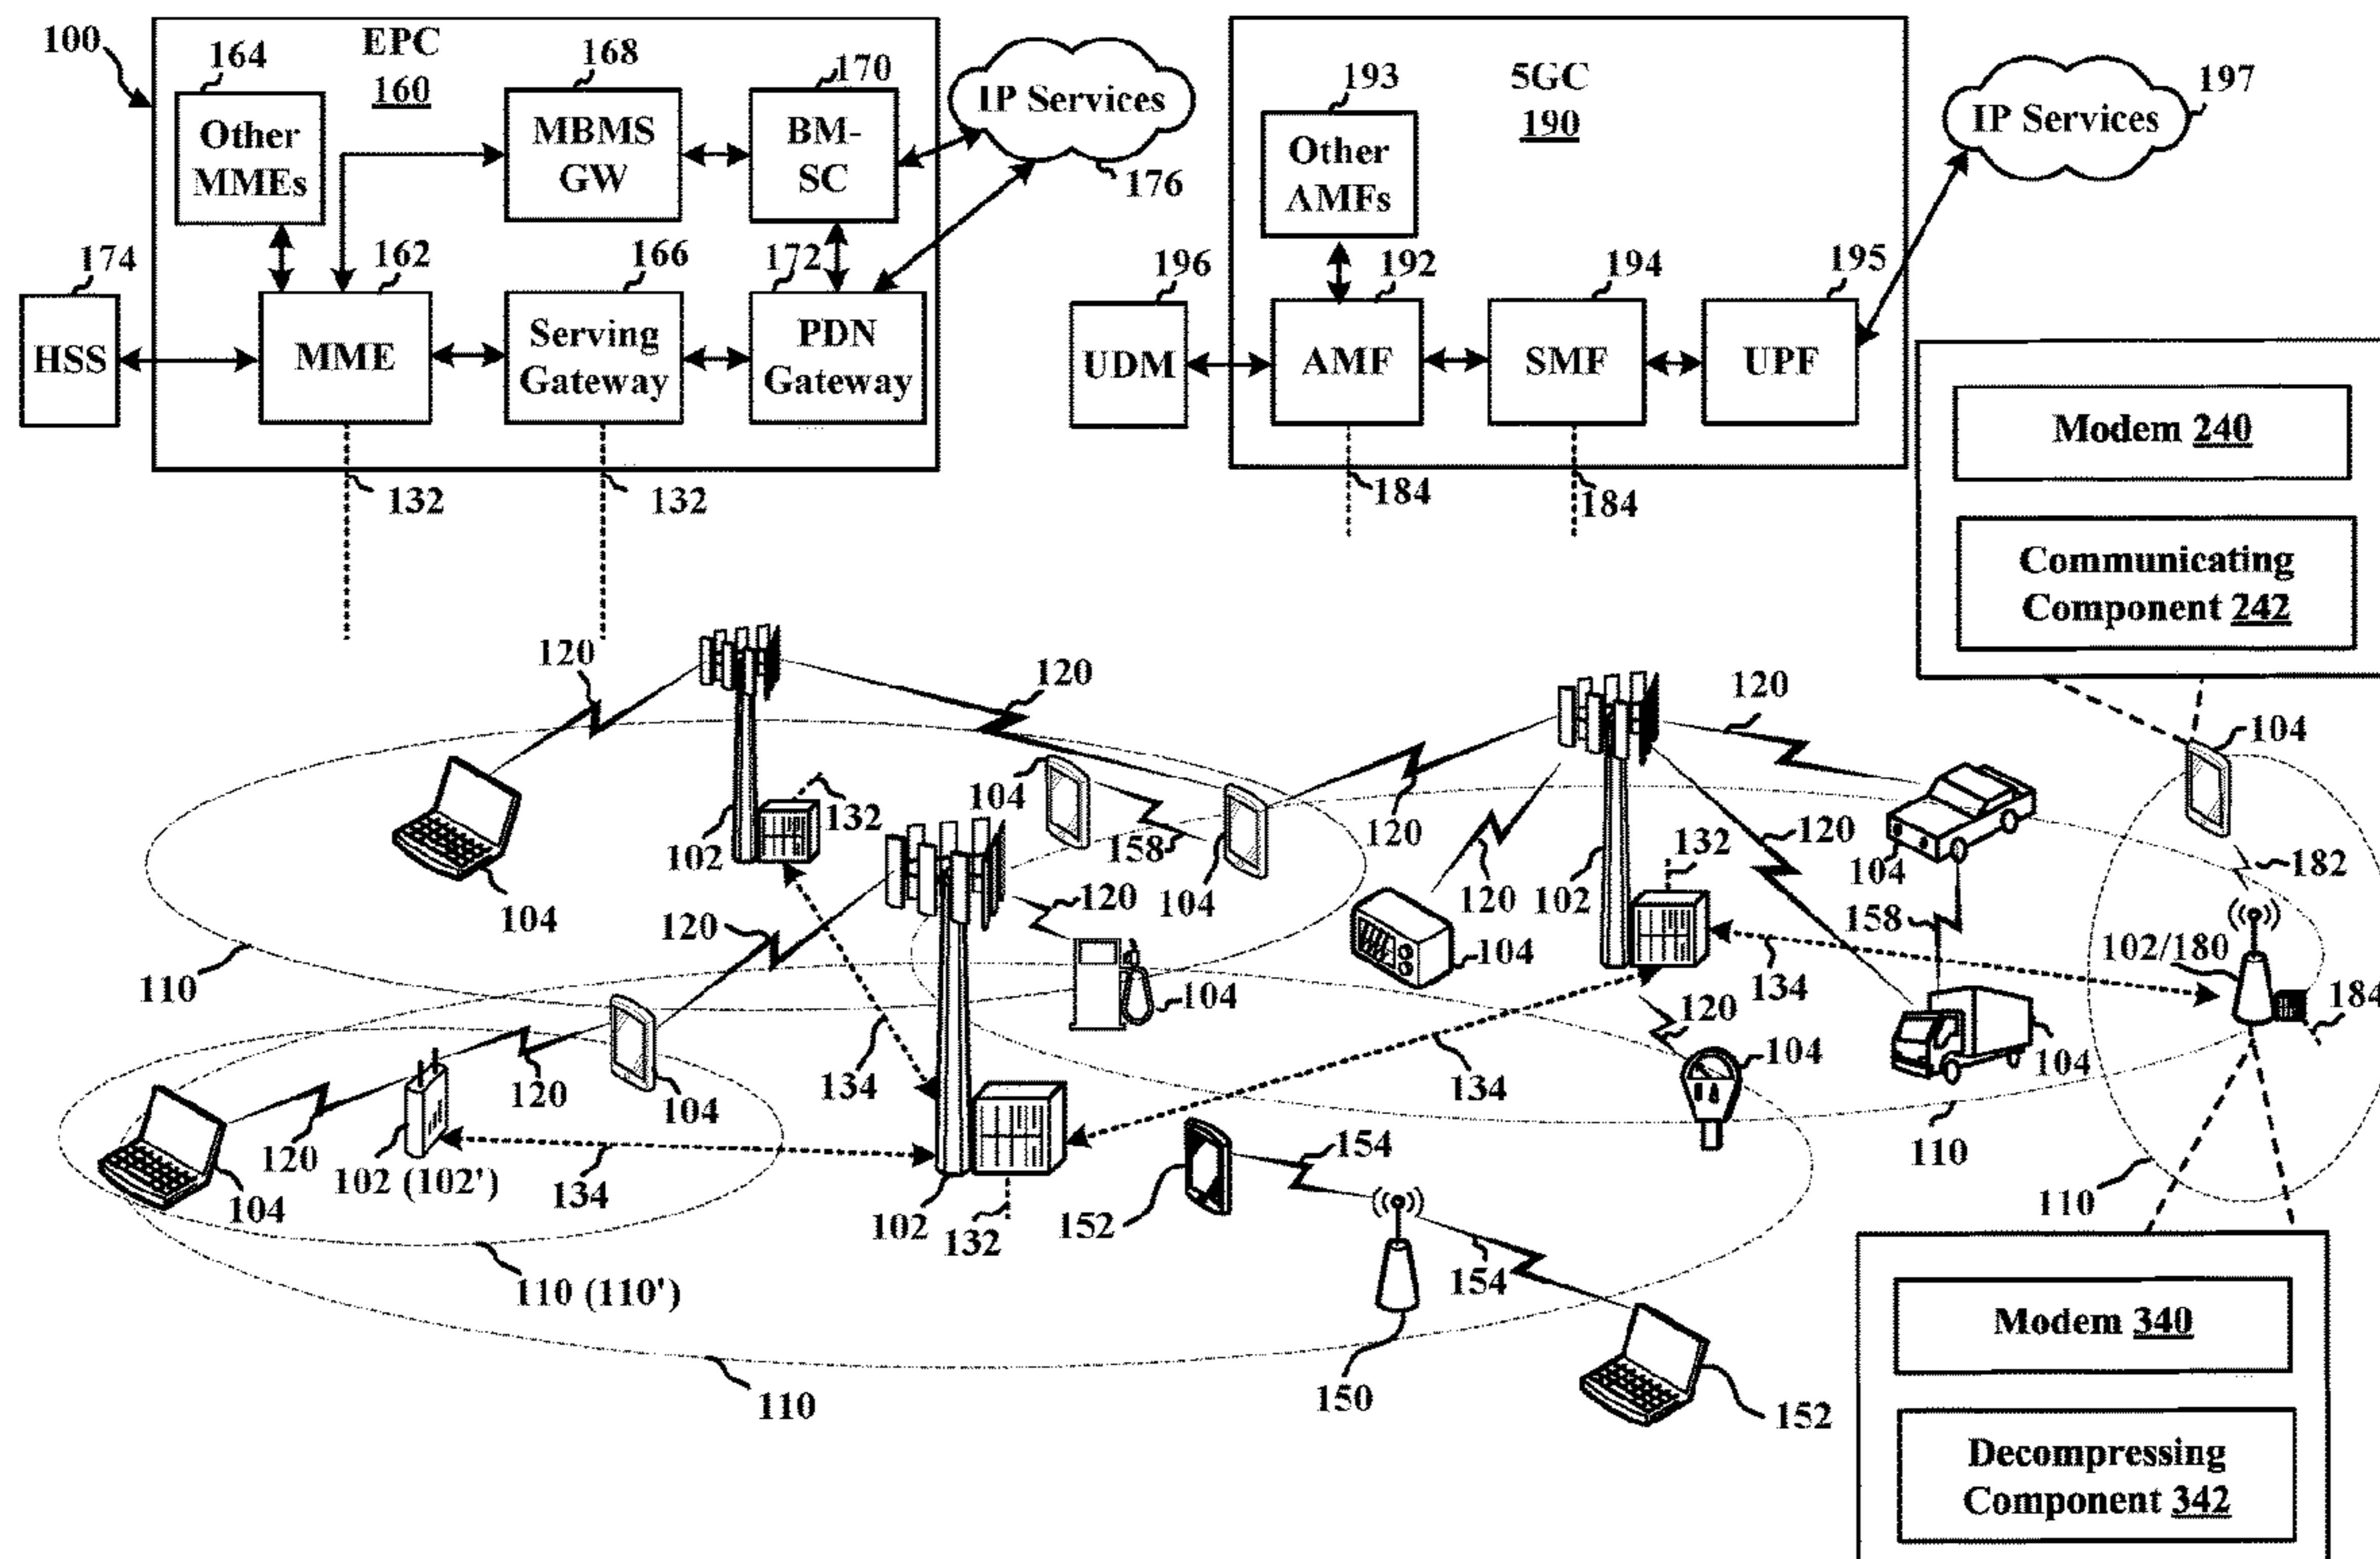 100
EPC
160
164
Other
MMEs
168
MBMS
GW
170
BM-
SC
IP Services
176
174
HSS
162
MME
166
Serving
Gateway
172
PDN
Gateway
132
132
5GC
190
193
Other
AMFs
IP Services
197
196
UDM
192
AMF
194
SMF
195
UPF
184
184
Modem 240
Communicating
Component 242
120
120
120
104
104
132
102
158
104
120
120
102
132
120
104
104
182
104
110
120
120
104
104
134
158
102/180
184
120
104
134
120
104
102 (102')
134
104
120
104
134
102
132
134
120
104
104
110
110
110 (110')
110
152
154
154
150
152
Modem 340
Decompressing
Component 342